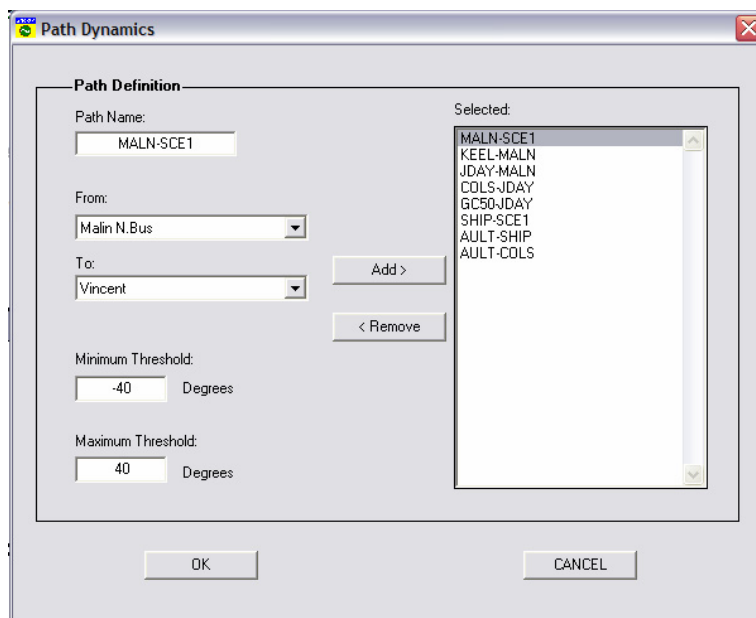 Path Dynamics
Path Definition
Path Name:
MALN-SCE1
From:
Malin N.Bus
To:
Vincent
Minimum Threshold:
-40 Degrees
Maximum Threshold:
40 Degrees
Add >
< Remove
Selected:
MALN-SCE1
KEEL-MALN
JDAY-MALN
COLS-JDAY
GC50-JDAY
SHIP-SCE1
AULT-SHIP
AULT-COLS
OK
CANCEL